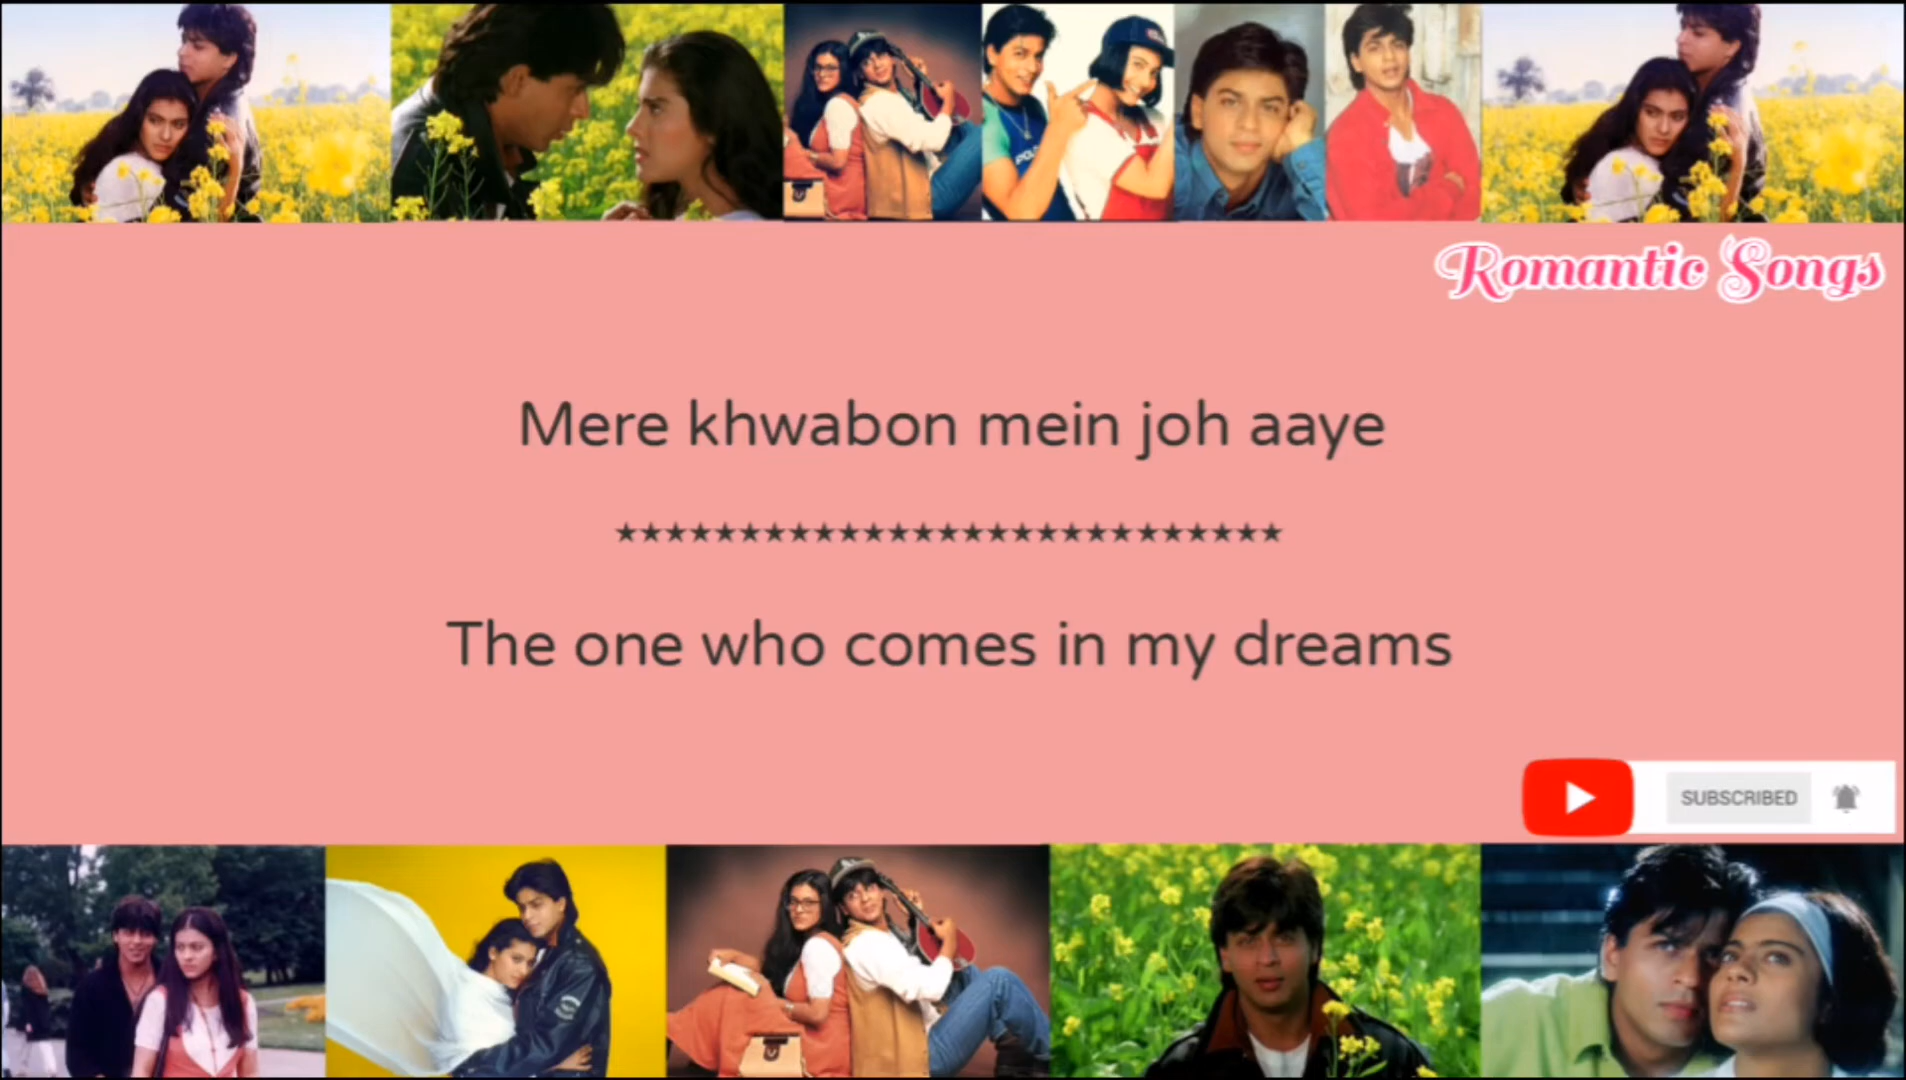 Romantic Songs
Mere khwabon mein joh aaye
★★★★★★★★★★★★★★★★★★★★★★★★★★★
The one who comes in my dreams
SUBSCRIBED